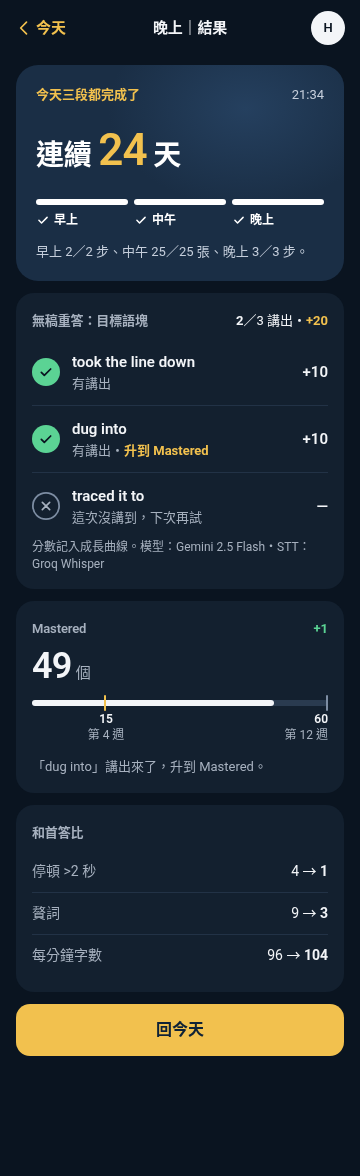 今天
晚上｜結果
H
今天三段都完成了
21:34
連續 24 天
早上
中午
晚上
早上 2／2 步、中午 25／25 張、晚上 3／3 步。
無稿重答：目標語塊
2／3 講出・+20
took the line down
有講出
+10
dug into
有講出・升到 Mastered
+10
traced it to
這次沒講到，下次再試
–
分數記入成長曲線。模型：Gemini 2.5 Flash・STT：
Groq Whisper
Mastered
+1
49 個
15
60
第 4 週
第 12 週
「dug into」講出來了，升到 Mastered。
和首答比
停頓 >2 秒
4 → 1
贅詞
9 → 3
每分鐘字數
96 → 104
回今天